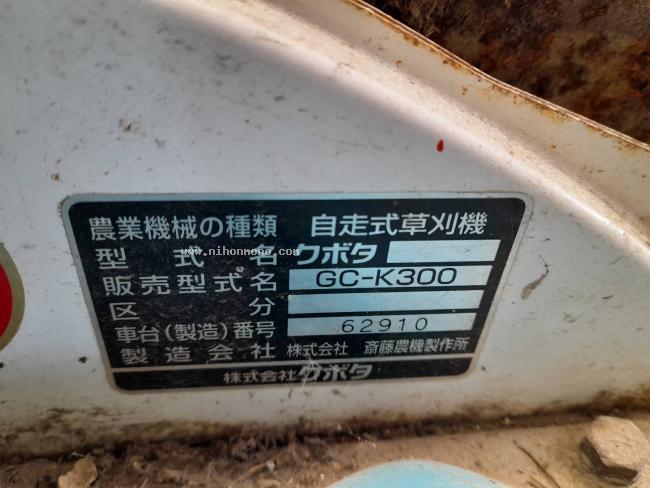 農業機械の種類 自走式草刈機
型式名 クボタ
www.nihonmono.com
販売型式名 GC-K300
区分
車台(製造)番号 62910
製造会社 株式会社 斎藤農機製作所
株式会社クボタ